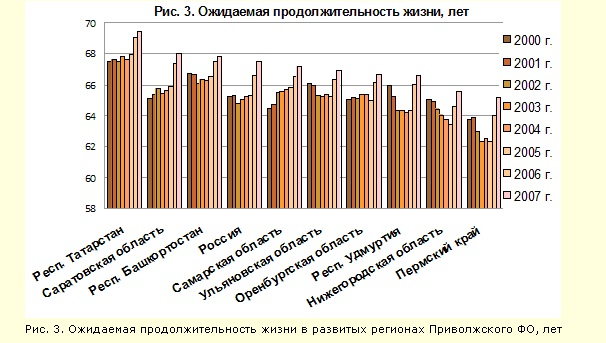 Рис. 3. Ожидаемая продолжительность жизни, лет
70
68
66
64
62
60
58
2000 г.
2001 г.
2002 г.
2003 г.
2004 г.
2005 г.
2006 г.
2007 г.
Респ. Татарстан
Саратовская область
Респ. Башкортостан
Россия
Самарская область
Ульяновская область
Оренбургская область
Респ. Удмуртия
Нижегородская область
Пермский край
Рис. 3. Ожидаемая продолжительность жизни в развитых регионах Приволжского ФО, лет